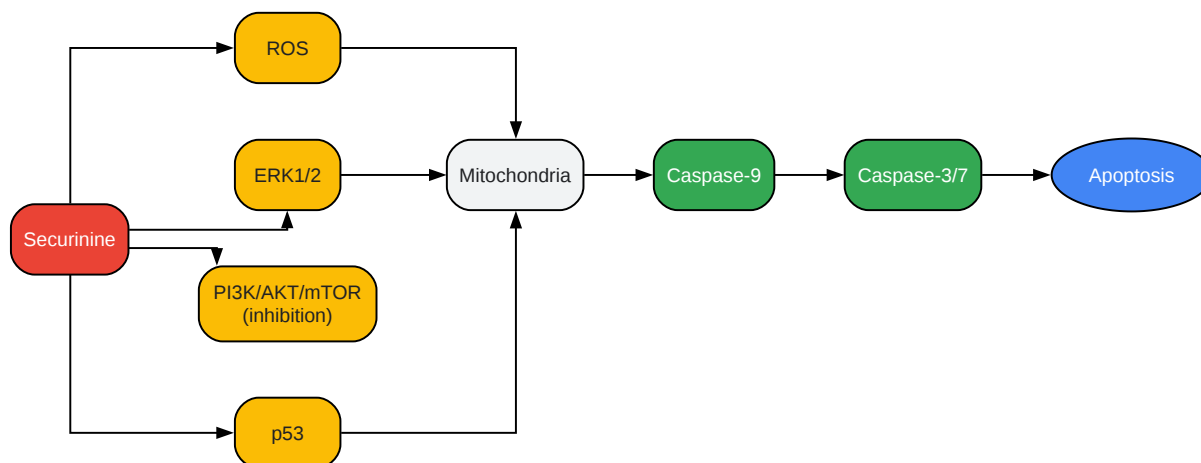 ROS
ERK1/2
Mitochondria
Caspase-9
Caspase-3/7
Apoptosis
Securinine
PI3K/AKT/mTOR
(inhibition)
p53